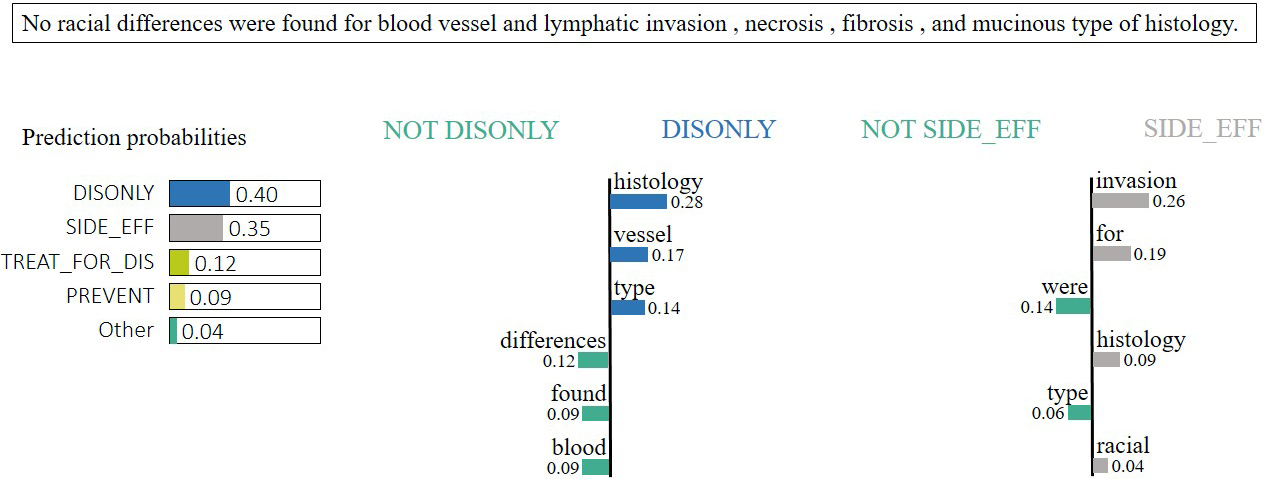 No racial differences were found for blood vessel and lymphatic invasion , necrosis , fibrosis , and mucinous type of histology.
Prediction probabilities
DISONLY 0.40
SIDE_EFF 0.35
TREAT_FOR_DIS 0.12
PREVENT 0.09
Other 0.04
NOT DISONLY DISONLY
histology
0.28
vessel
0.17
type
0.14
differences
0.12
found
0.09
blood
0.09
NOT SIDE_EFF SIDE_EFF
invasion
0.26
for
0.19
were
0.14
histology
0.09
type
0.06
racial
0.04